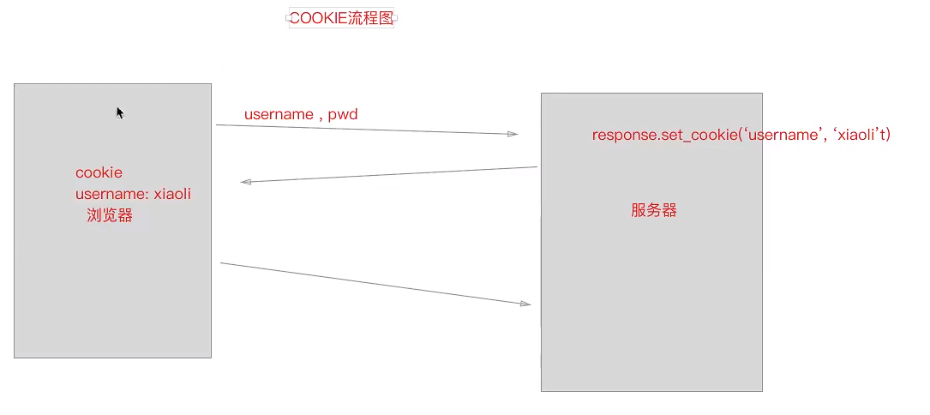 COOKIE流程图
username , pwd
response.set_cookie(‘username’, ‘xiaoli’t)
cookie
username: xiaoli
浏览器
服务器